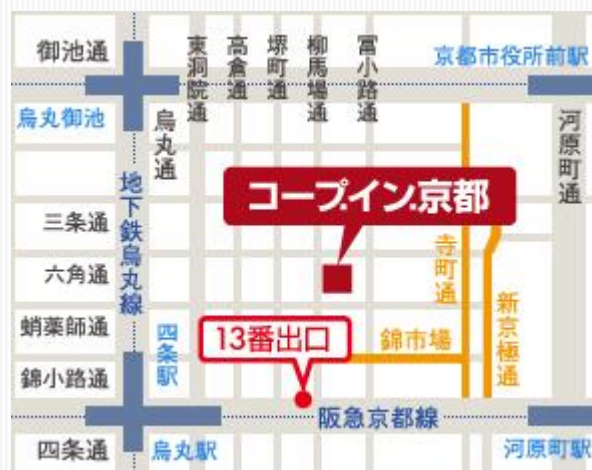 御池通
東洞院通
高倉通
堺町通
柳馬場通
冨小路通
京都市役所前駅
烏丸御池
烏丸通
河原町通
地下鉄烏丸線
コープ.イン.京都
三条通
六角通
寺町通
新京極通
蛸薬師通
四条駅
13番出口
錦市場
錦小路通
阪急京都線
四条通
烏丸駅
河原町駅